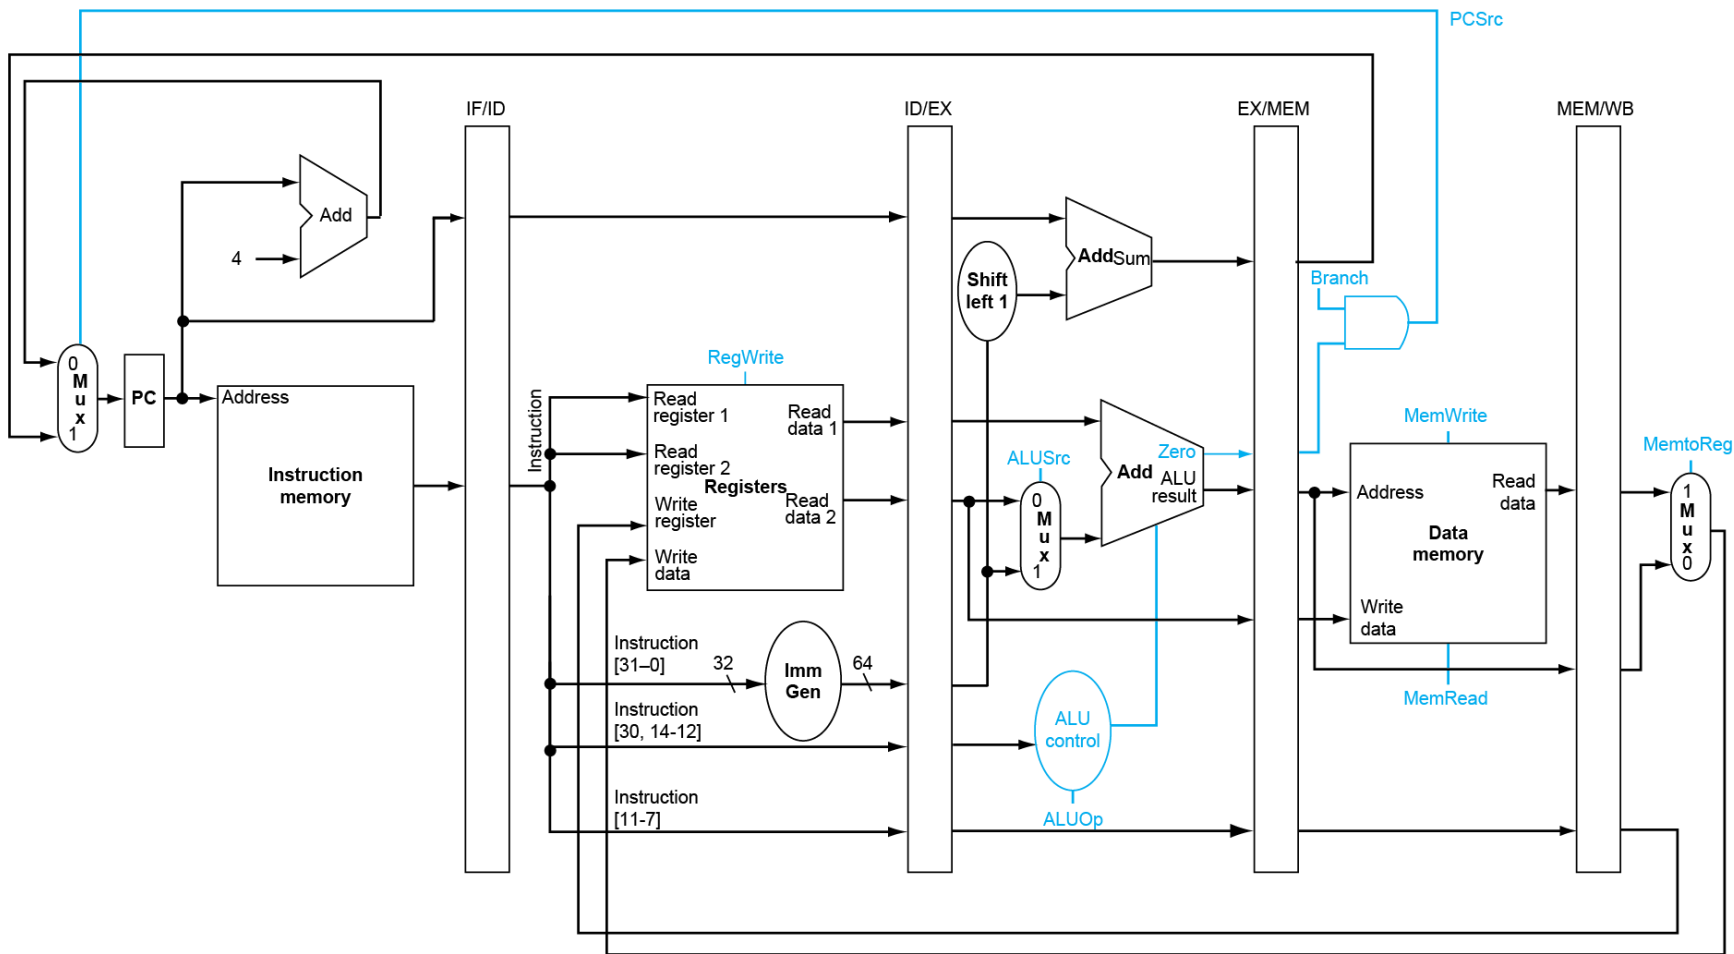 PCSrc
IF/ID
ID/EX
EX/MEM
MEM/WB
Add
4
Add Sum
Shift
left 1
Branch
0
M
u
x
1
PC
Address
Instruction
memory
Instruction
RegWrite
Read
register 1
Read
data 1
Read
register 2
Registers
Write
register
Read
data 2
Write
data
ALUSrc
0
M
u
x
1
Zero
Add
ALU
result
MemWrite
Address
Read
data
Data
memory
Write
data
MemRead
MemtoReg
1
M
u
x
0
Instruction
[31–0]
32
Imm
Gen
64
Instruction
[30, 14-12]
ALU
control
ALUOp
Instruction
[11-7]